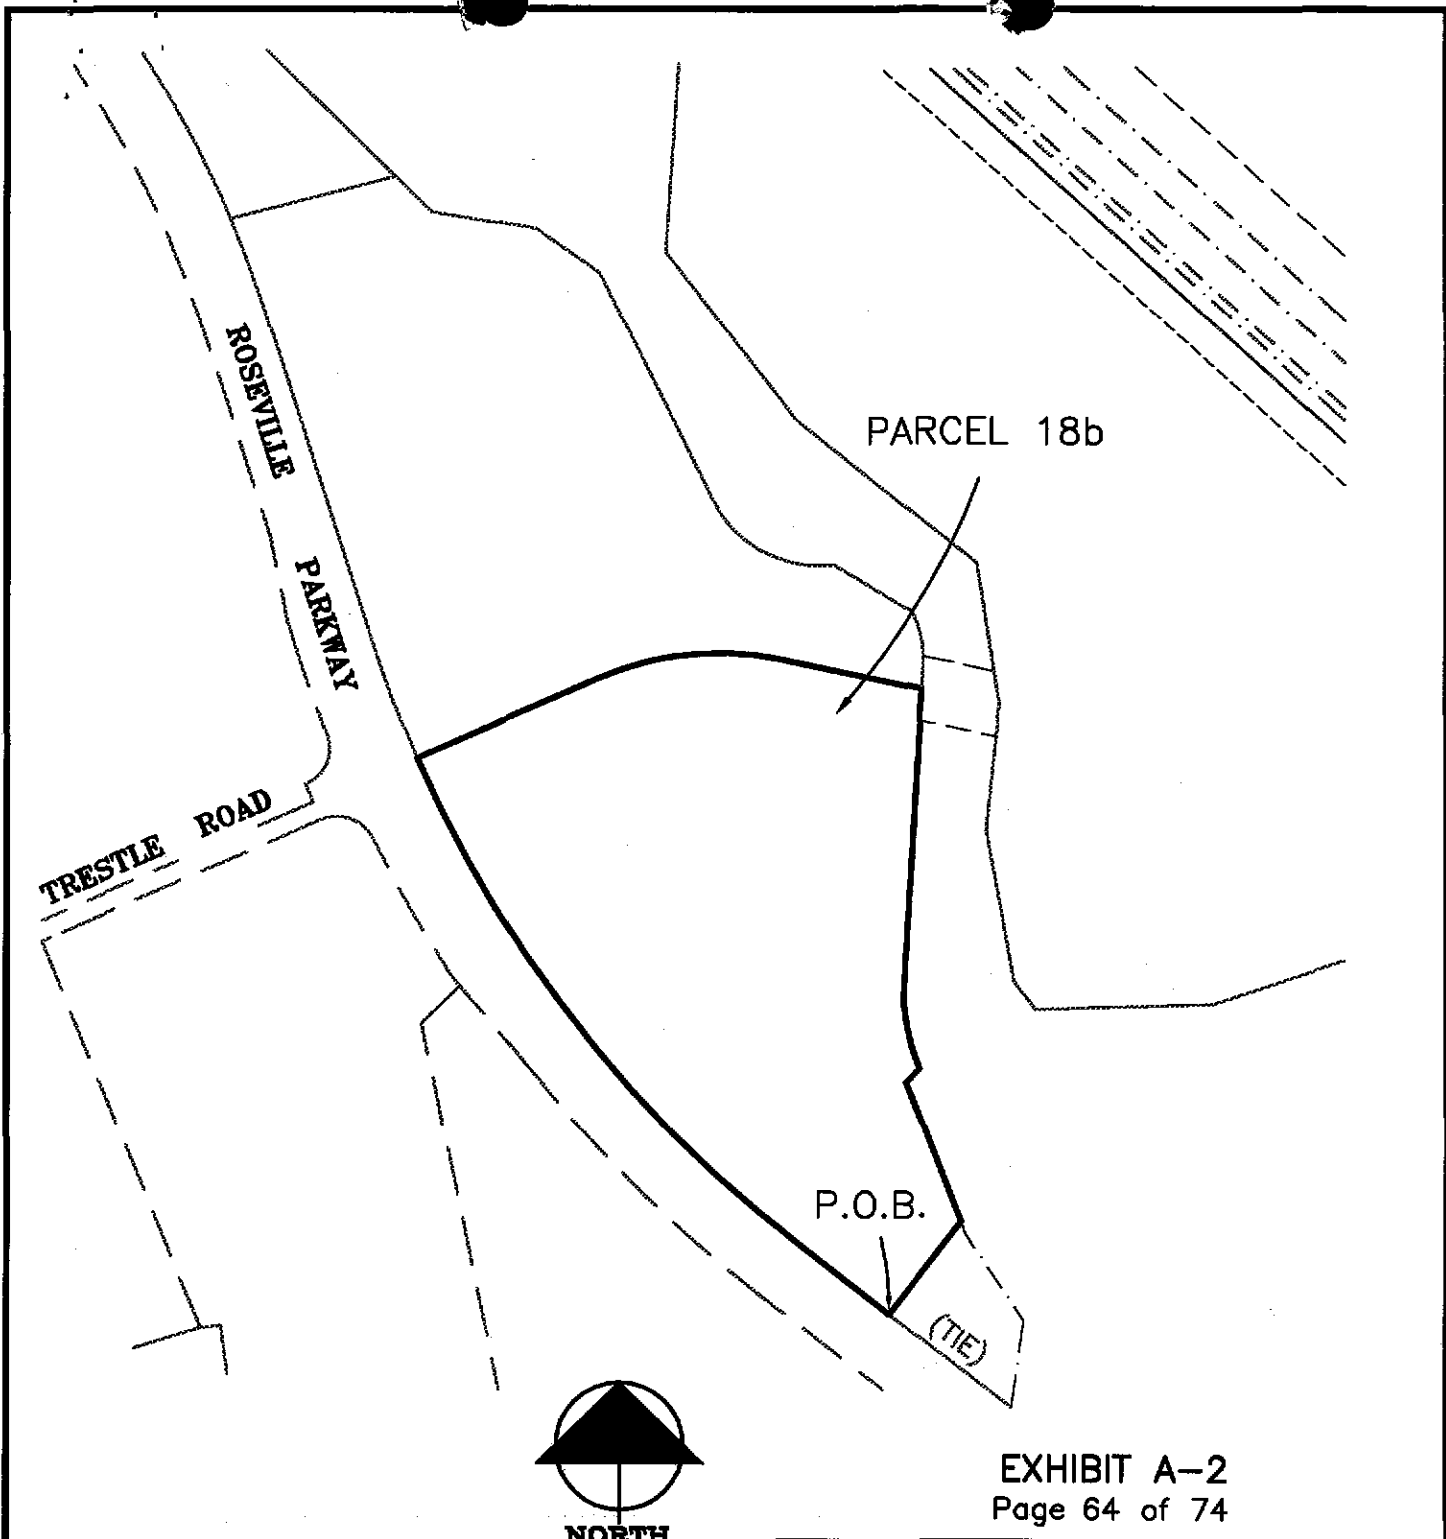 PARCEL 18b
ROSEVILLE PARKWAY
TRESTLE ROAD
P.O.B.
(TIE)
NORTH
EXHIBIT A-2
Page 64 of 74